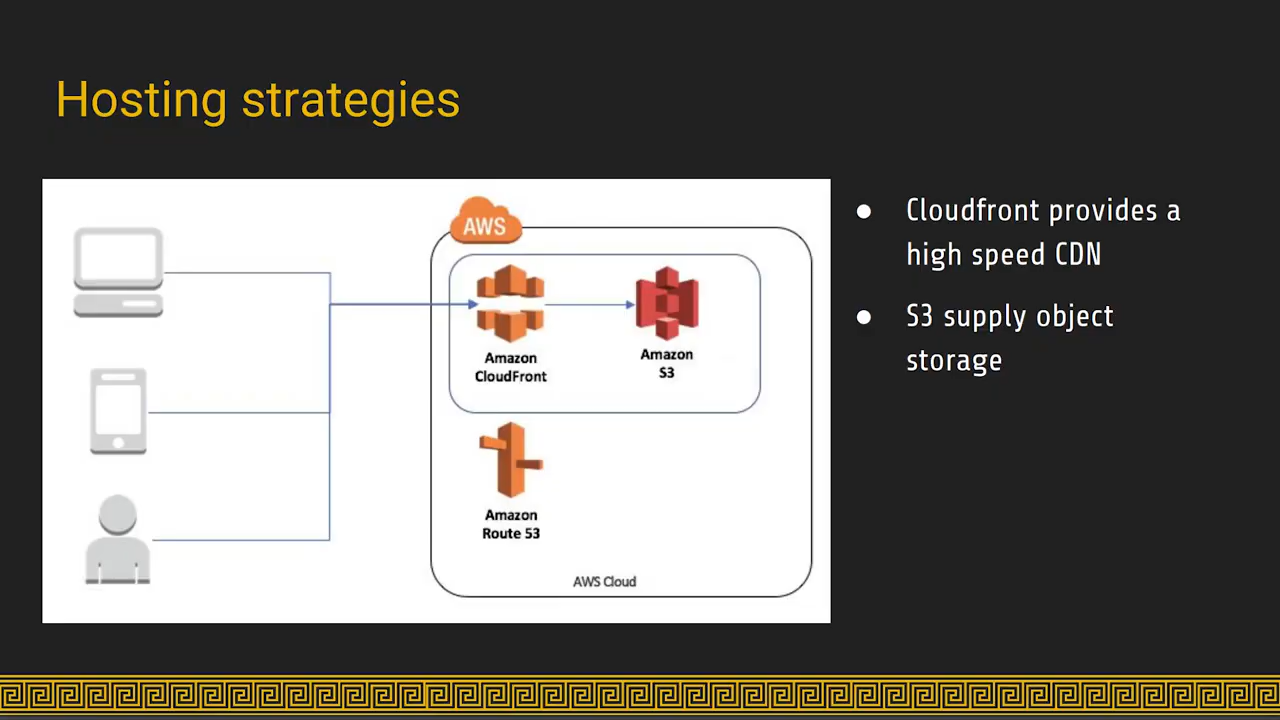 Hosting strategies
AWS
Amazon
CloudFront
Amazon
S3
Amazon
Route 53
AWS Cloud
● Cloudfront provides a
high speed CDN
● S3 supply object
storage